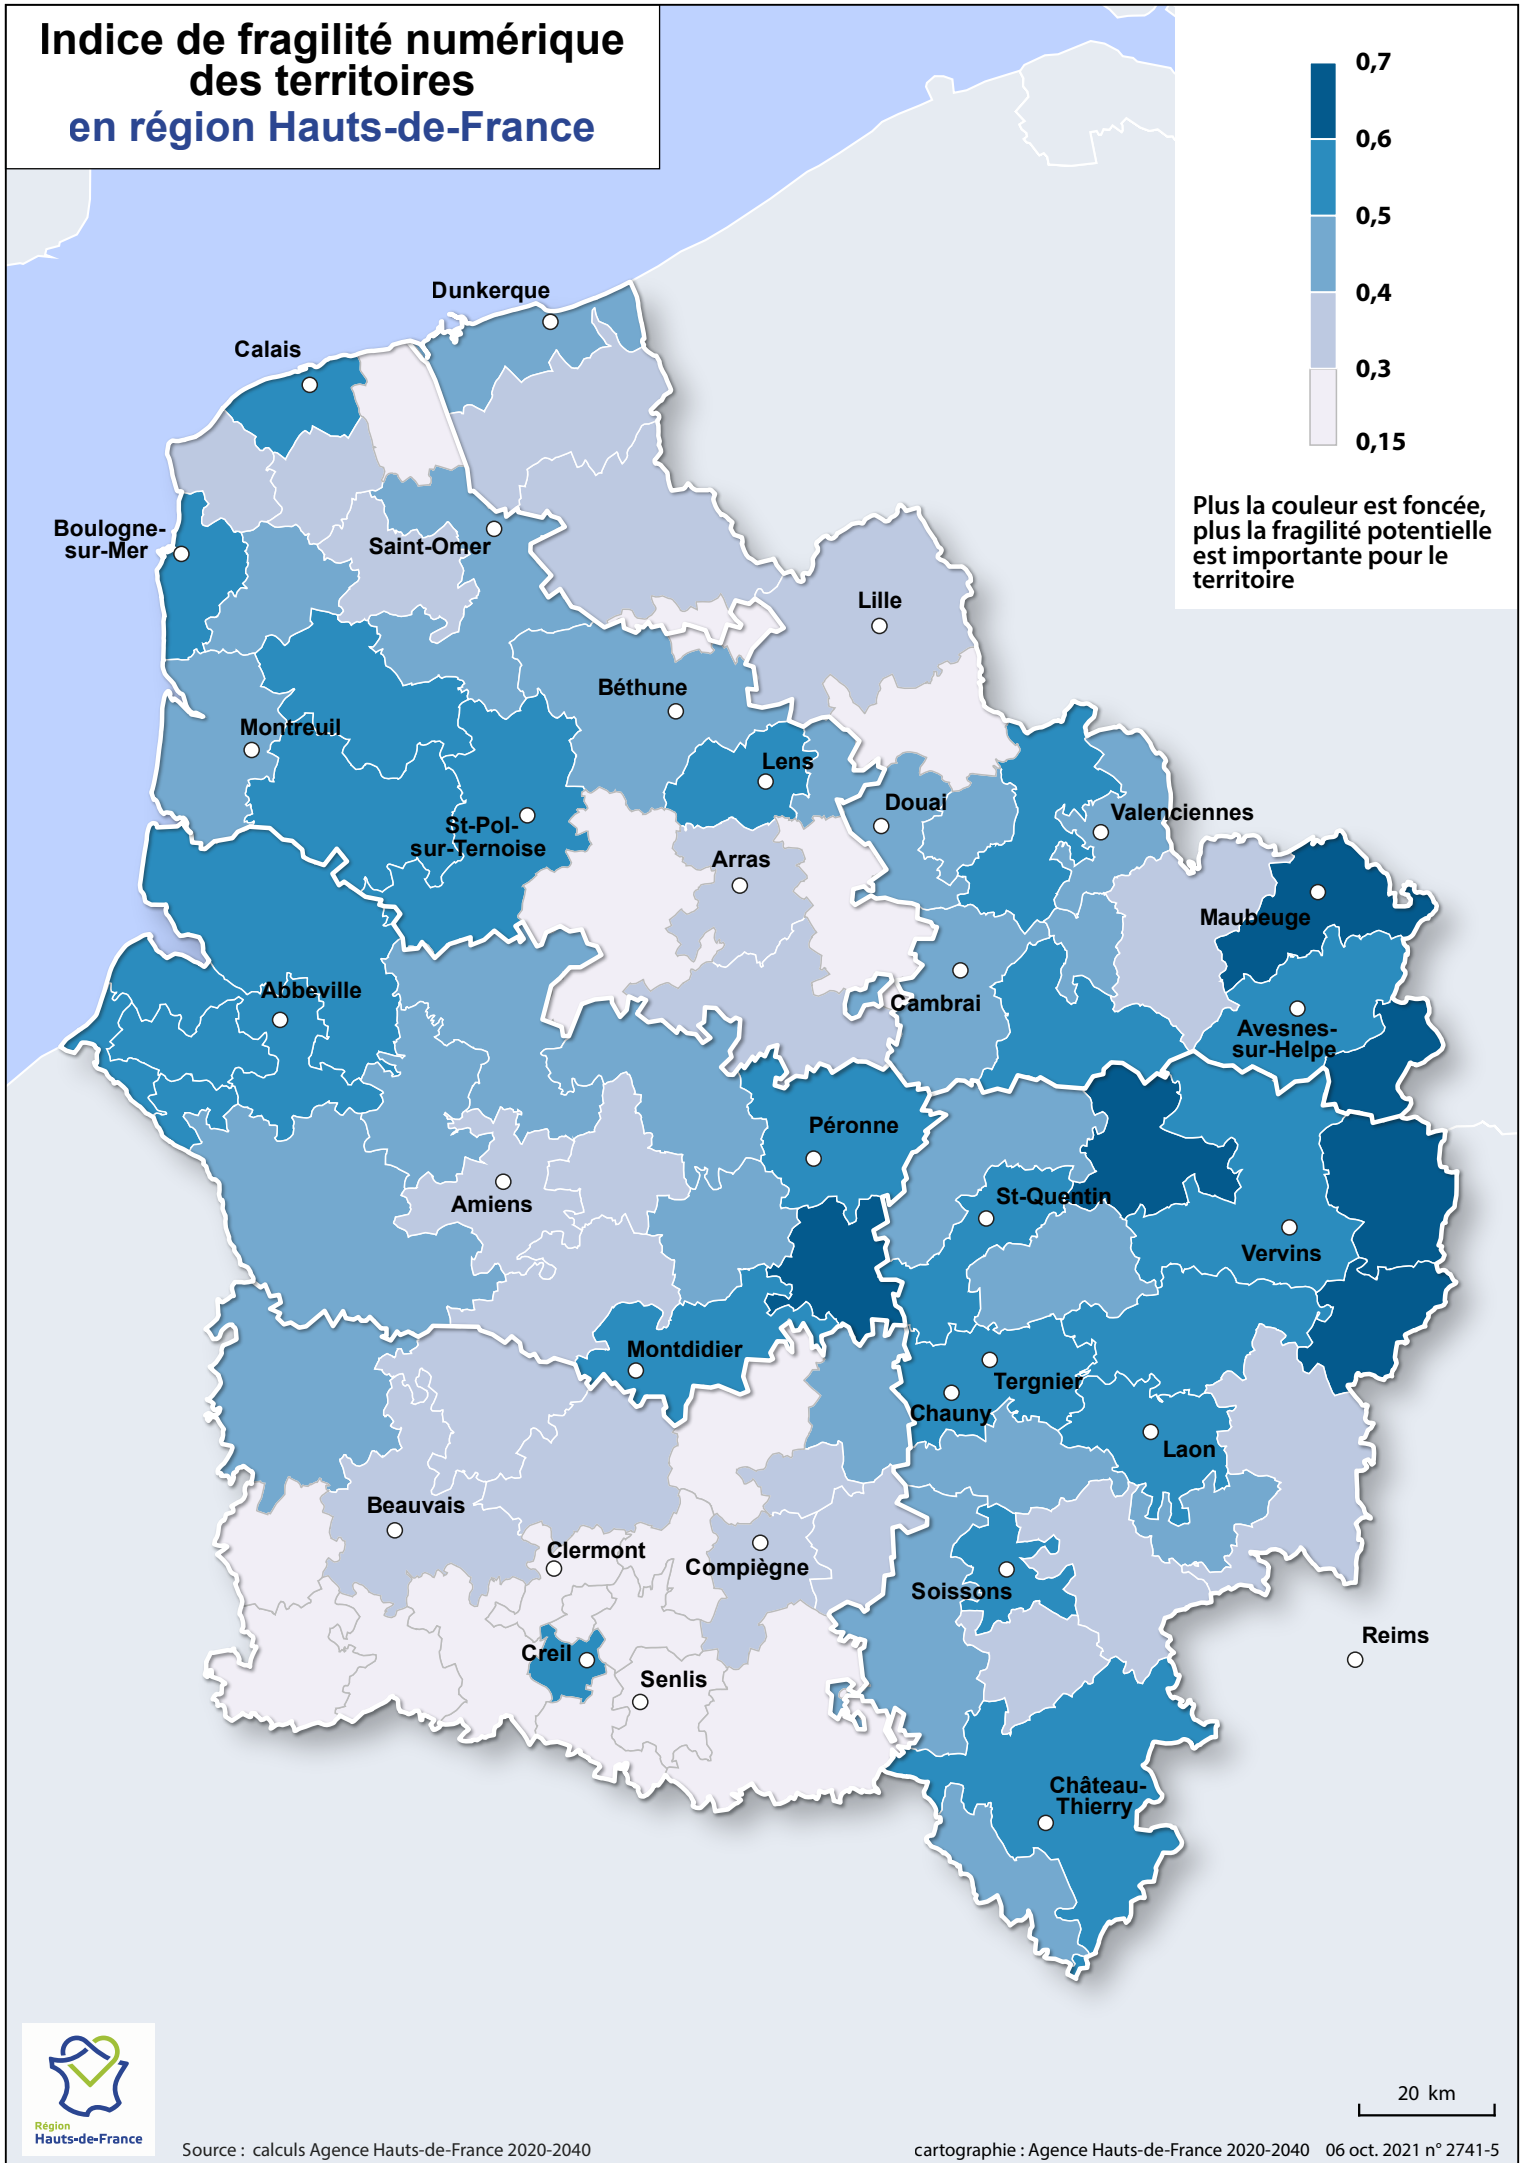 Indice de fragilité numérique
des territoires
en région Hauts-de-France
0,7
0,6
0,5
0,4
0,3
0,15
Plus la couleur est foncée,
plus la fragilité potentielle
est importante pour le
territoire
Dunkerque
Calais
Boulogne-
sur-Mer
Saint-Omer
Lille
Béthune
Montreuil
Lens
Douai
Valenciennes
St-Pol-
sur-Ternoise
Arras
Maubeuge
Abbeville
Cambrai
Avesnes-
sur-Helpe
Péronne
Amiens
St-Quentin
Vervins
Montdidier
Tergnier
Chauny
Laon
Beauvais
Clermont
Compiègne
Soissons
Creil
Senlis
Reims
Château-
Thierry
20 km
Région
Hauts-de-France
Source : calculs Agence Hauts-de-France 2020-2040
cartographie : Agence Hauts-de-France 2020-2040 06 oct. 2021 n° 2741-5